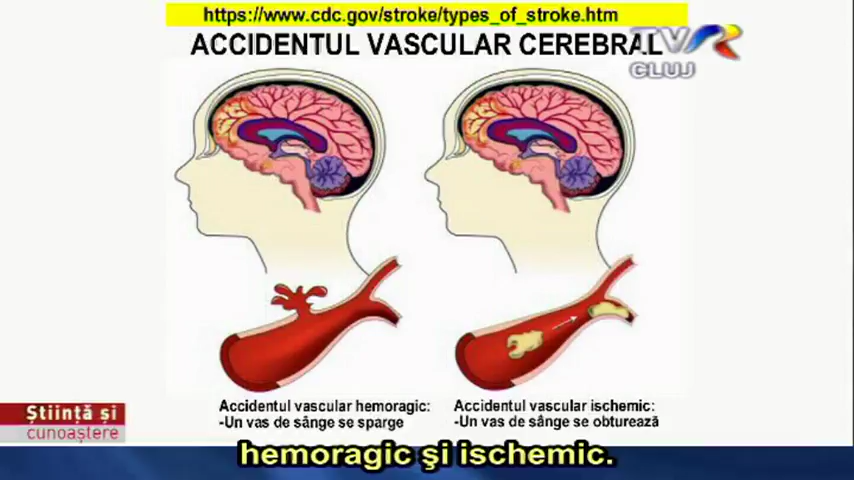 https://www.cdc.gov/stroke/types_of_stroke.htm
ACCIDENTUL VASCULAR CEREBRAL
TVR
CLUJ
Accidentul vascular hemoragic:
-Un vas de sânge se sparge
Accidentul vascular ischemic:
-Un vas de sânge se obturează
Știință și
cunoaștere
hemoragic şi ischemic.